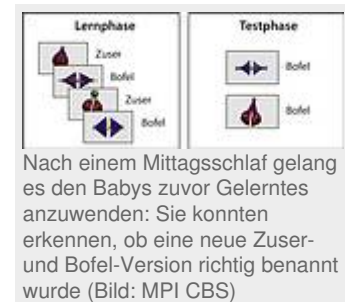 Lernphase
Testphase
Zuser
Bofel
Zuser
Bofel
Bofel
Bofel
Nach einem Mittagsschlaf gelang
es den Babys zuvor Gelerntes
anzuwenden: Sie konnten
erkennen, ob eine neue Zuser-
und Bofel-Version richtig benannt
wurde (Bild: MPI CBS)